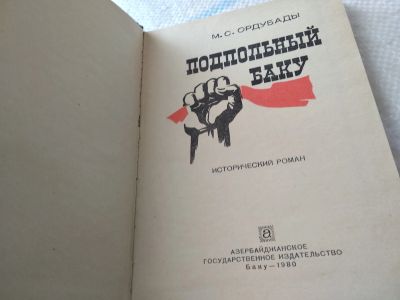 М. С. ОРДУБАДЫ
ПОДПОЛЬНЫЙ
БАКУ
ИСТОРИЧЕСКИЙ РОМАН
АЗЕРБАЙДЖАНСКОЕ
ГОСУДАРСТВЕННОЕ ИЗДАТЕЛЬСТВО
Баку—1980